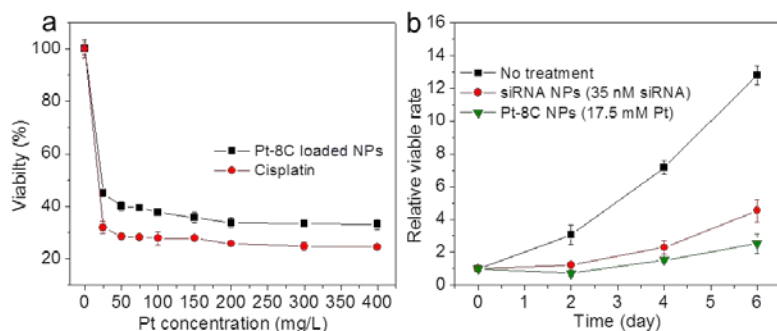 a
100
80
60
40
20
Viabilty (%)
Pt-8C loaded NPs
Cisplatin
0 50 100 150 200 250 300 350 400
Pt concentration (mg/L)
b
16
14
12
10
8
6
4
2
0
Relative viable rate
No treatment
siRNA NPs (35 nM siRNA)
Pt-8C NPs (17.5 mM Pt)
0 1 2 3 4 5 6
Time (day)